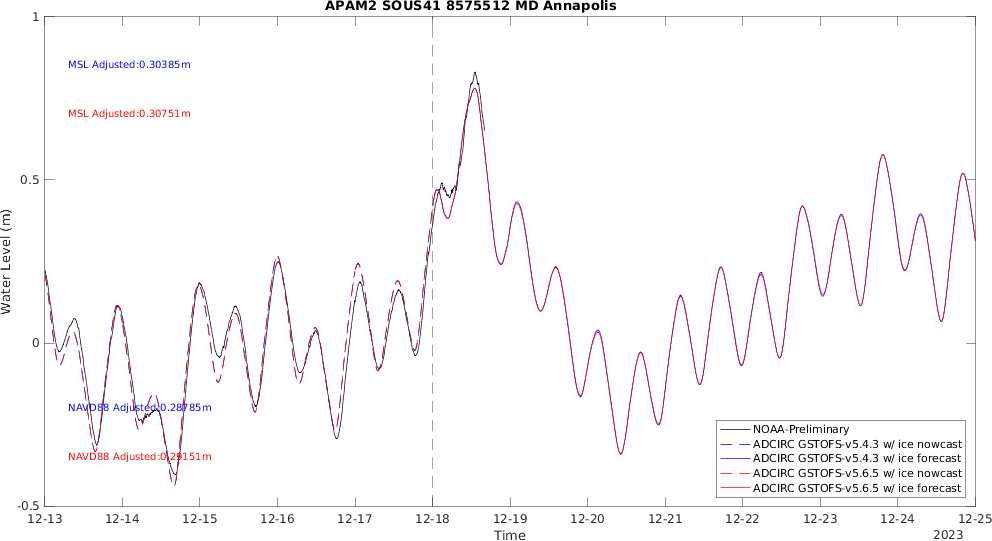 APAM2 SOUS41 8575512 MD Annapolis
1
MSL Adjusted:0.30385m
MSL Adjusted:0.30751m
0.5
Water Level (m)
0
NAVD88 Adjusted:0.28785m
NAVD88 Adjusted:0.29151m
-0.5
NOAA-Preliminary
ADCIRC GSTOFS-v5.4.3 w/ ice nowcast
ADCIRC GSTOFS-v5.4.3 w/ ice forecast
ADCIRC GSTOFS-v5.6.5 w/ ice nowcast
ADCIRC GSTOFS-v5.6.5 w/ ice forecast
12-13 12-14 12-15 12-16 12-17 12-18 12-19 12-20 12-21 12-22 12-23 12-24 12-25
Time
2023